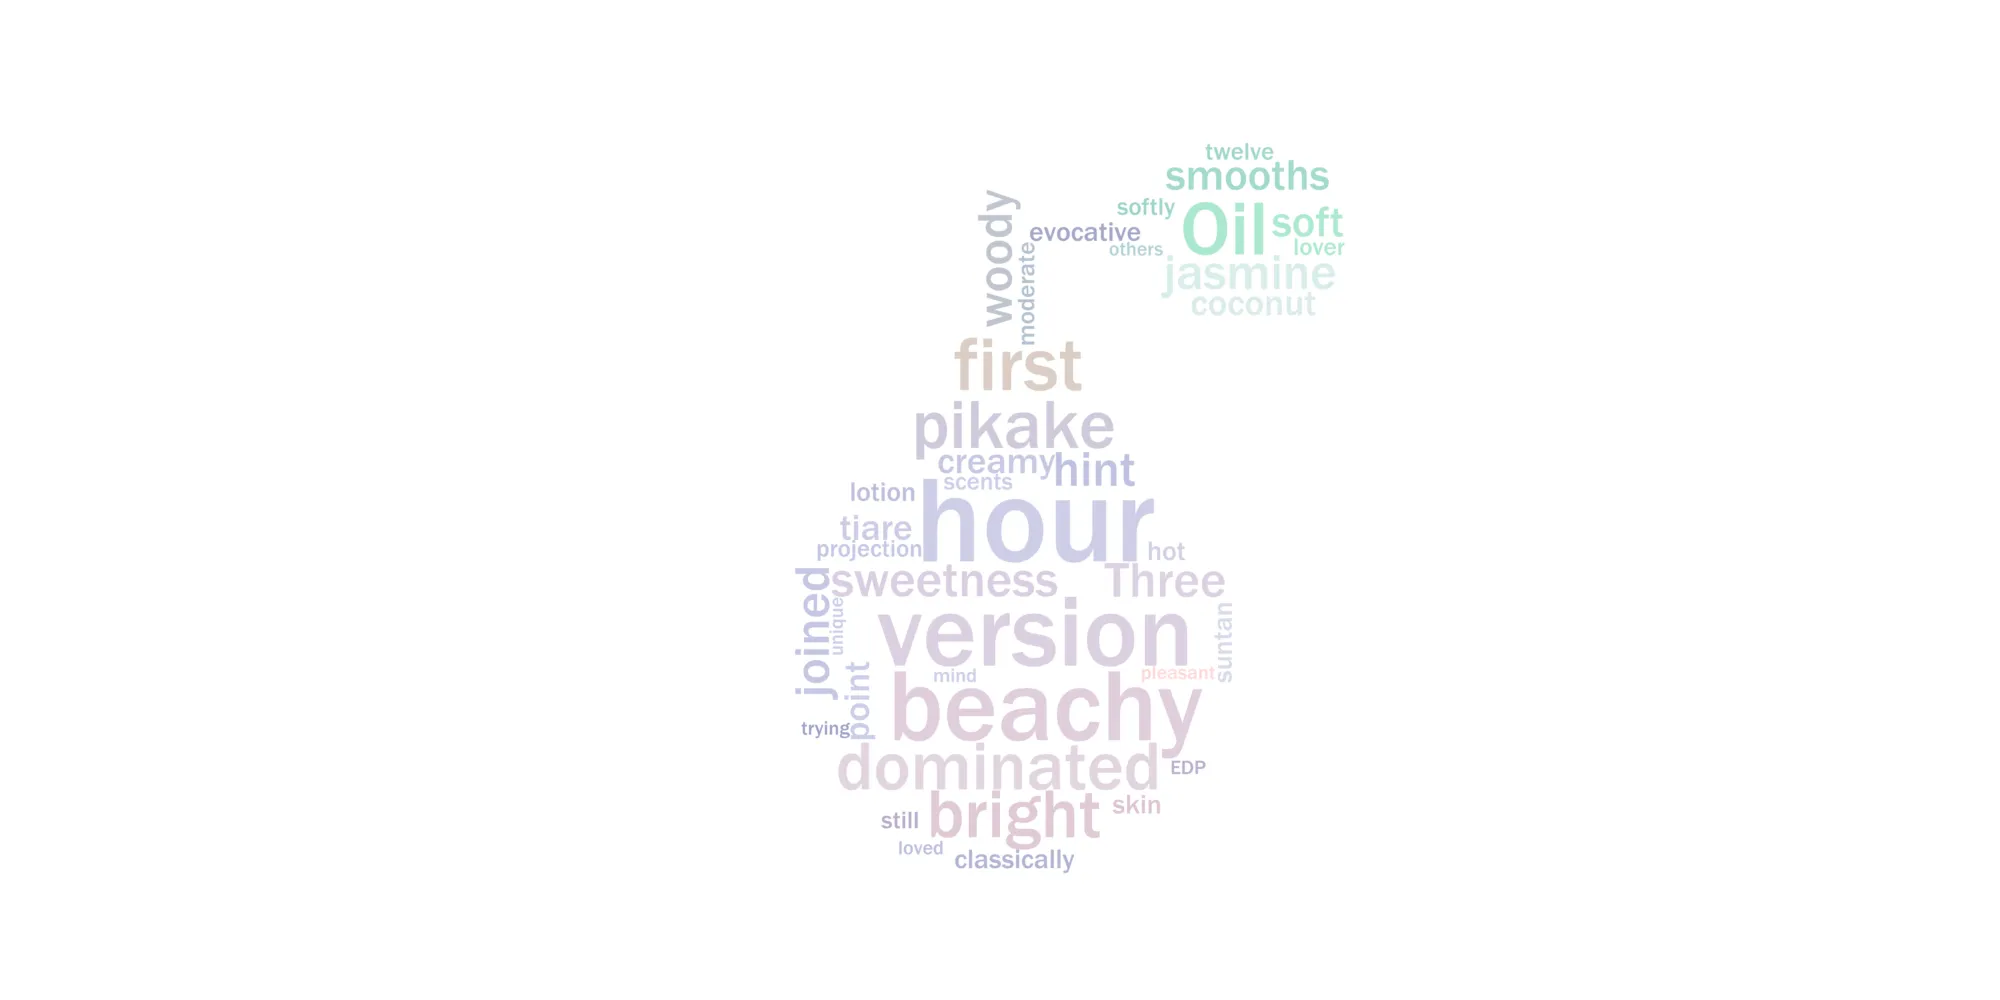 twelve
smooths
softly
Oil
soft
woody
evocative
others
lover
moderate
jasmine
coconut
first
pikake
creamy
hint
scents
lotion
hour
tiare
projection
hot
joined
sweetness
Three
unique
version
suntan
point
mind
pleasant
beachy
trying
dominated
EDP
bright
skin
still
loved
classically